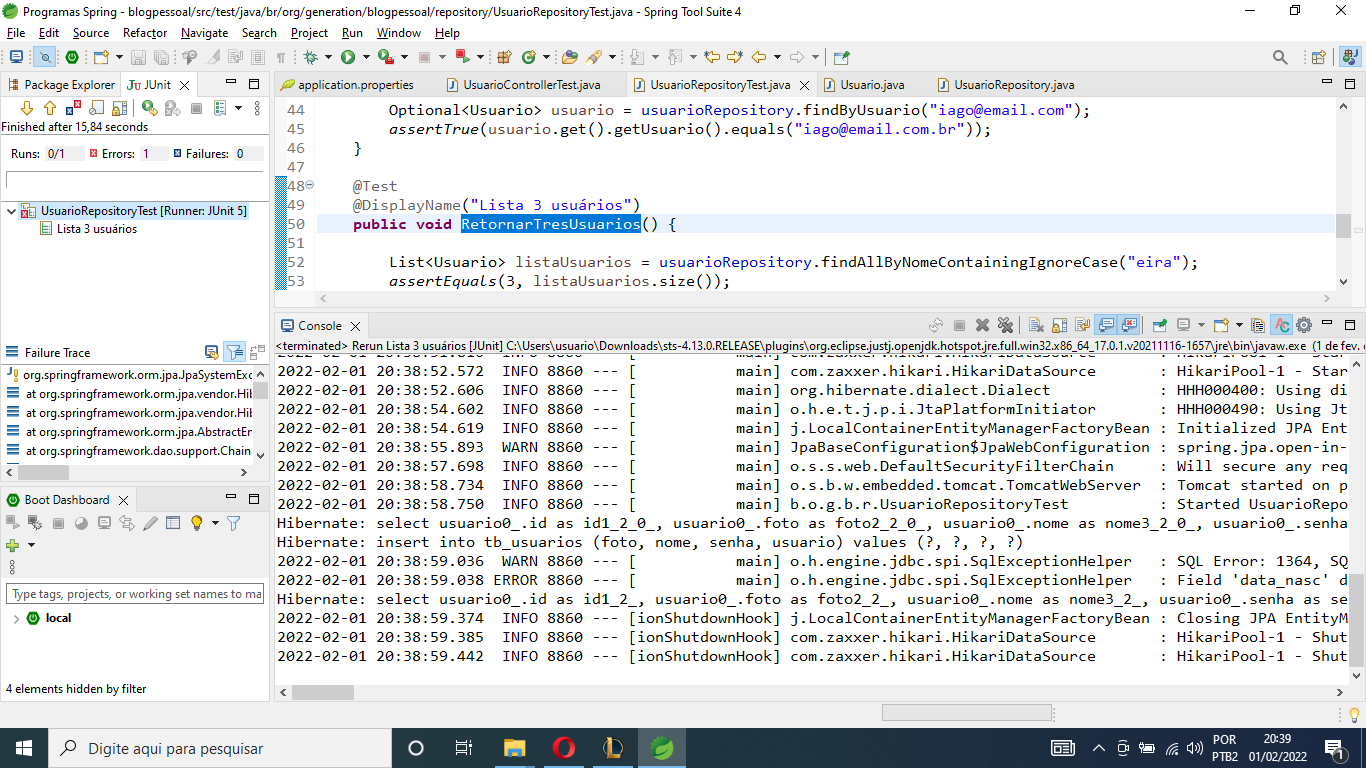 Programas Spring - blogpessoal/src/test/java/br/org/generation/blogpessoal/repository/UsuarioRepositoryTest.java - Spring Tool Suite 4
File Edit Source Refactor Navigate Search Project Run Window Help
Package Explorer JUnit
Finished after 15,84 seconds
Runs: 0/1 Errors: 1 Failures: 0
UsuarioRepositoryTest [Runner: JUnit 5]
Lista 3 usuários
Failure Trace
org.springframework.orm.jpa.JpaSystemExc
at org.springframework.orm.jpa.vendor.Hil
at org.springframework.orm.jpa.vendor.Hil
at org.springframework.orm.jpa.AbstractEn
at org.springframework.dao.support.Chain
Boot Dashboard
Type tags, projects, or working set names to ma
local
4 elements hidden by filter
application.properties UsuarioControllerTest.java UsuarioRepositoryTest.java Usuario.java UsuarioRepository.java
44 Optional<Usuario> usuario = usuarioRepository.findByUsuario("iago@email.com");
45 assertTrue(usuario.get().getUsuario().equals("iago@email.com.br"));
46 }
47
48 @Test
49 @DisplayName("Lista 3 usuários")
50 public void RetornarTresUsuarios() {
51
52 List<Usuario> listaUsuarios = usuarioRepository.findAllByNomeContainingIgnoreCase("eira");
53 assertEquals(3, listaUsuarios.size());
Console
<terminated> Rerun Lista 3 usuários [JUnit] C:\Users\usuario\Downloads\sts-4.13.0.RELEASE\plugins\org.eclipse.justj.openjdk.hotspot.jre.full.win32.x86_64_17.0.1.v20211116-1657\jre\bin\javaw.exe (1 de fev.
2022-02-01 20:38:52.572 INFO 8860 --- [ main] com.zaxxer.hikari.HikariDataSource : HikariPool-1 - Star
2022-02-01 20:38:52.606 INFO 8860 --- [ main] org.hibernate.dialect.Dialect : HHH000400: Using di
2022-02-01 20:38:54.602 INFO 8860 --- [ main] o.h.e.t.j.p.i.JtaPlatformInitiator : HHH000490: Using Jt
2022-02-01 20:38:54.619 INFO 8860 --- [ main] j.LocalContainerEntityManagerFactoryBean : Initialized JPA Ent
2022-02-01 20:38:55.893 WARN 8860 --- [ main] JpaBaseConfiguration$JpaWebConfiguration : spring.jpa.open-in-
2022-02-01 20:38:57.698 INFO 8860 --- [ main] o.s.s.web.DefaultSecurityFilterChain : Will secure any req
2022-02-01 20:38:58.734 INFO 8860 --- [ main] o.s.b.w.embedded.tomcat.TomcatWebServer : Tomcat started on p
2022-02-01 20:38:58.750 INFO 8860 --- [ main] b.o.g.b.r.UsuarioRepositoryTest : Started UsuarioRepo
Hibernate: select usuario0_.id as id1_2_0_, usuario0_.foto as foto2_2_0_, usuario0_.nome as nome3_2_0_, usuario0_.senha
Hibernate: insert into tb_usuarios (foto, nome, senha, usuario) values (?, ?, ?, ?)
2022-02-01 20:38:59.036 WARN 8860 --- [ main] o.h.engine.jdbc.spi.SqlExceptionHelper : SQL Error: 1364, SQ
2022-02-01 20:38:59.038 ERROR 8860 --- [ main] o.h.engine.jdbc.spi.SqlExceptionHelper : Field 'data_nasc' d
Hibernate: select usuario0_.id as id1_2_, usuario0_.foto as foto2_2_, usuario0_.nome as nome3_2_, usuario0_.senha as se
2022-02-01 20:38:59.374 INFO 8860 --- [ionShutdownHook] j.LocalContainerEntityManagerFactoryBean : Closing JPA EntityM
2022-02-01 20:38:59.385 INFO 8860 --- [ionShutdownHook] com.zaxxer.hikari.HikariDataSource : HikariPool-1 - Shut
2022-02-01 20:38:59.442 INFO 8860 --- [ionShutdownHook] com.zaxxer.hikari.HikariDataSource : HikariPool-1 - Shut
Digite aqui para pesquisar
POR
PTB2
20:39
01/02/2022
1